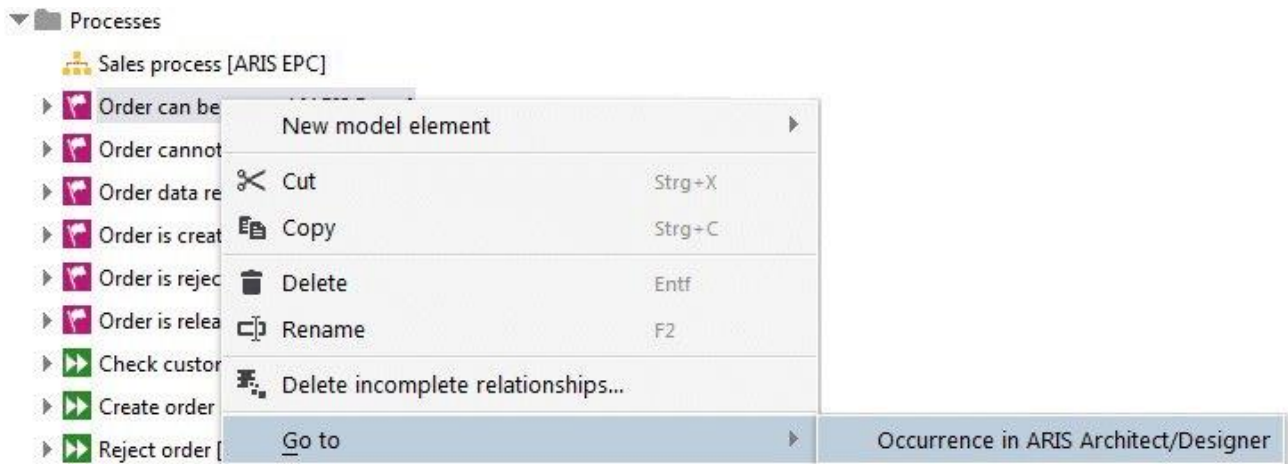 Processes
Sales process [ARIS EPC]
Order can be
New model element
Order cannot
Cut Strg+X
Order data re
Order is creat
Copy Strg+C
Order is rejec
Delete Entf
Order is relea
Rename F2
Check custor
Delete incomplete relationships...
Create order
Reject order [
Go to
Occurrence in ARIS Architect/Designer